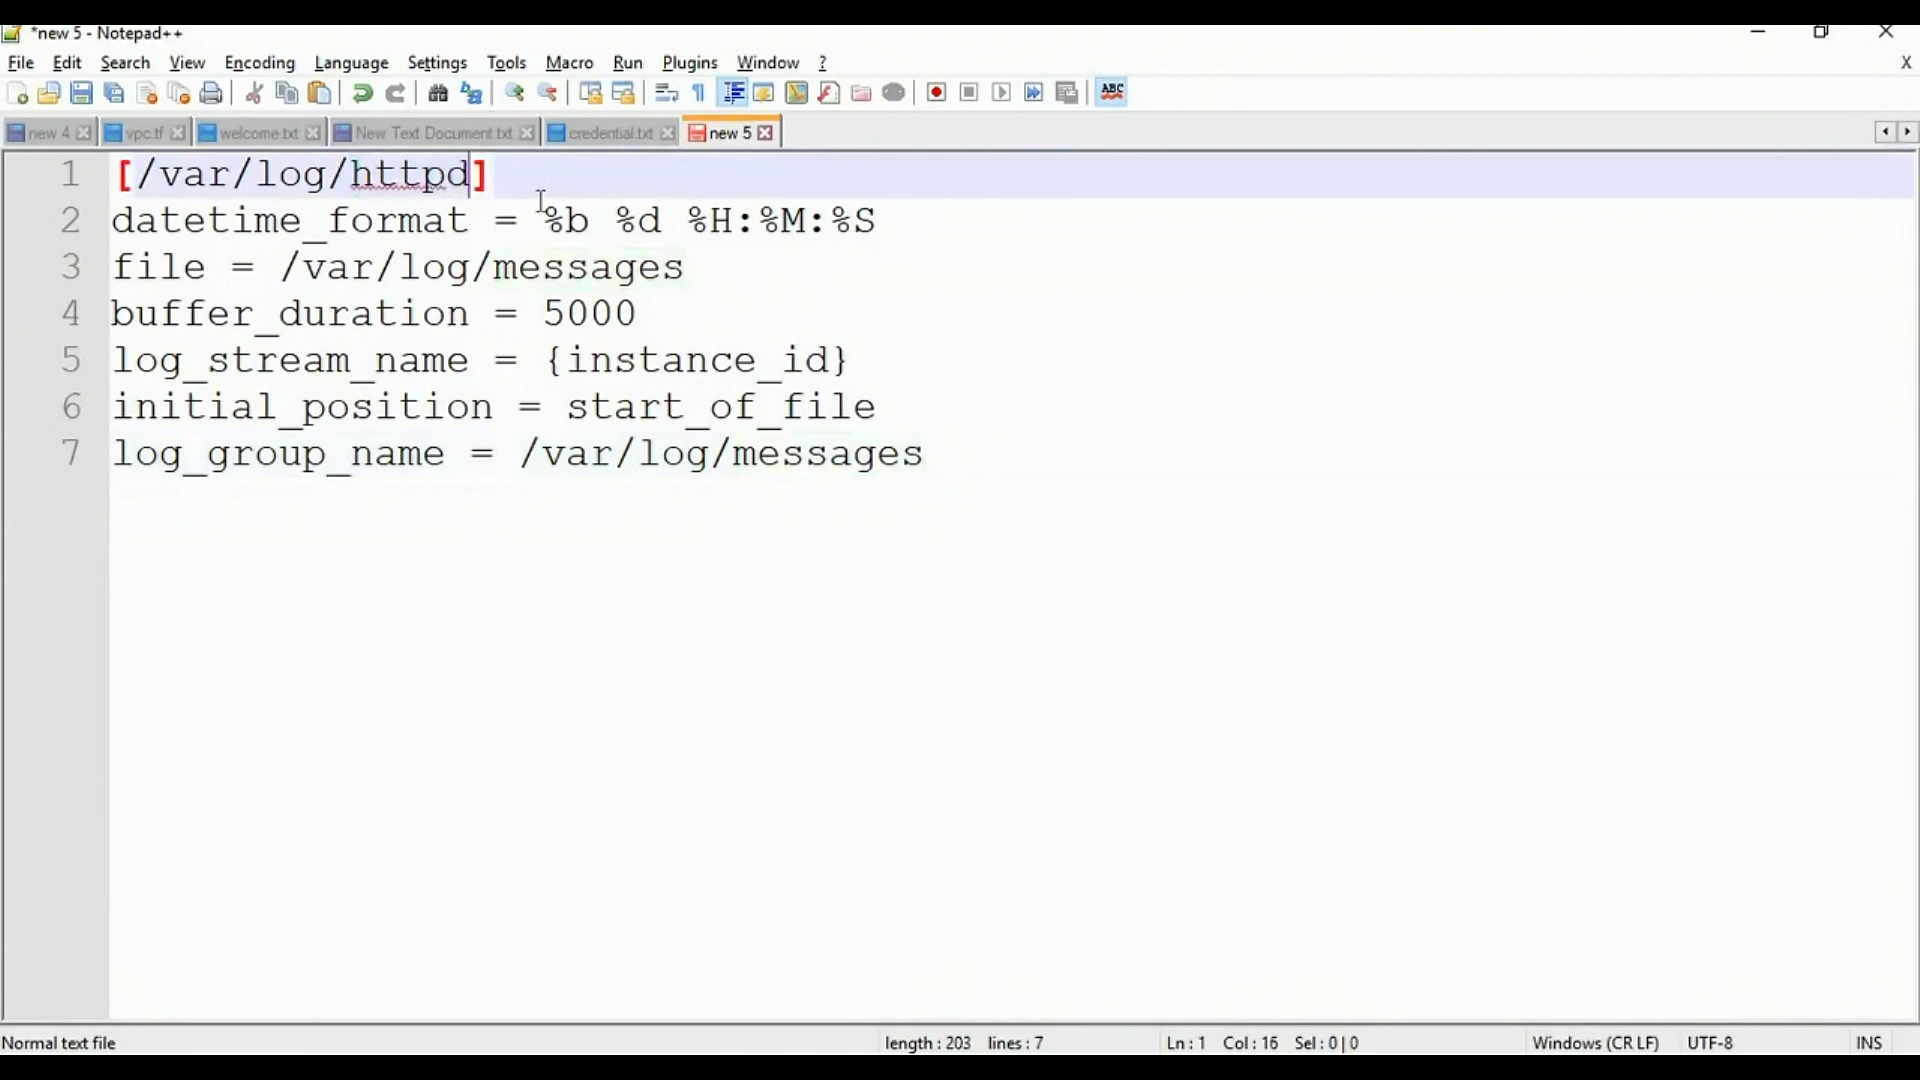 *new 5 - Notepad++
File Edit Search View Encoding Language Settings Tools Macro Run Plugins Window ? X
ABC
new 4 vpc.tf welcome.txt New Text Document.txt credential.txt new 5
1 [/var/log/httpd]
2 datetime_format = %b %d %H:%M:%S
3 file = /var/log/messages
4 buffer_duration = 5000
5 log_stream_name = {instance_id}
6 initial_position = start_of_file
7 log_group_name = /var/log/messages
Normal text file length : 203 lines : 7 Ln : 1 Col : 16 Sel : 0 | 0 Windows (CR LF) UTF-8 INS